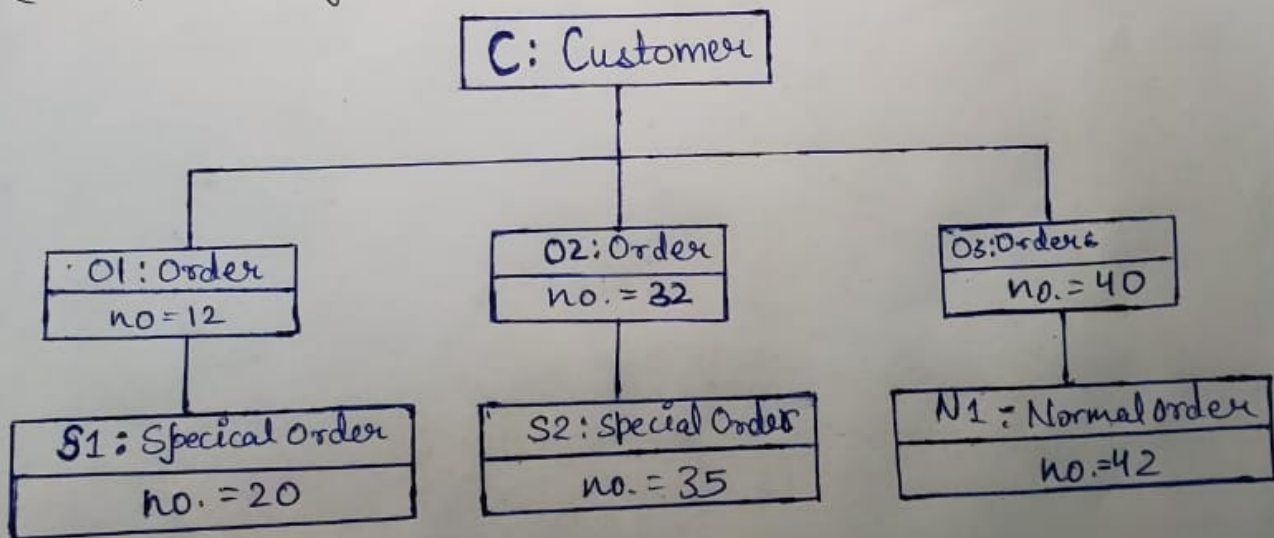 C: Customer
O1: Order
no=12
O2: Order
no.=32
O3: Orders
no.=40
S1: Specical Order
no.=20
S2: Special Order
no.=35
N1: Normal order
no.=42